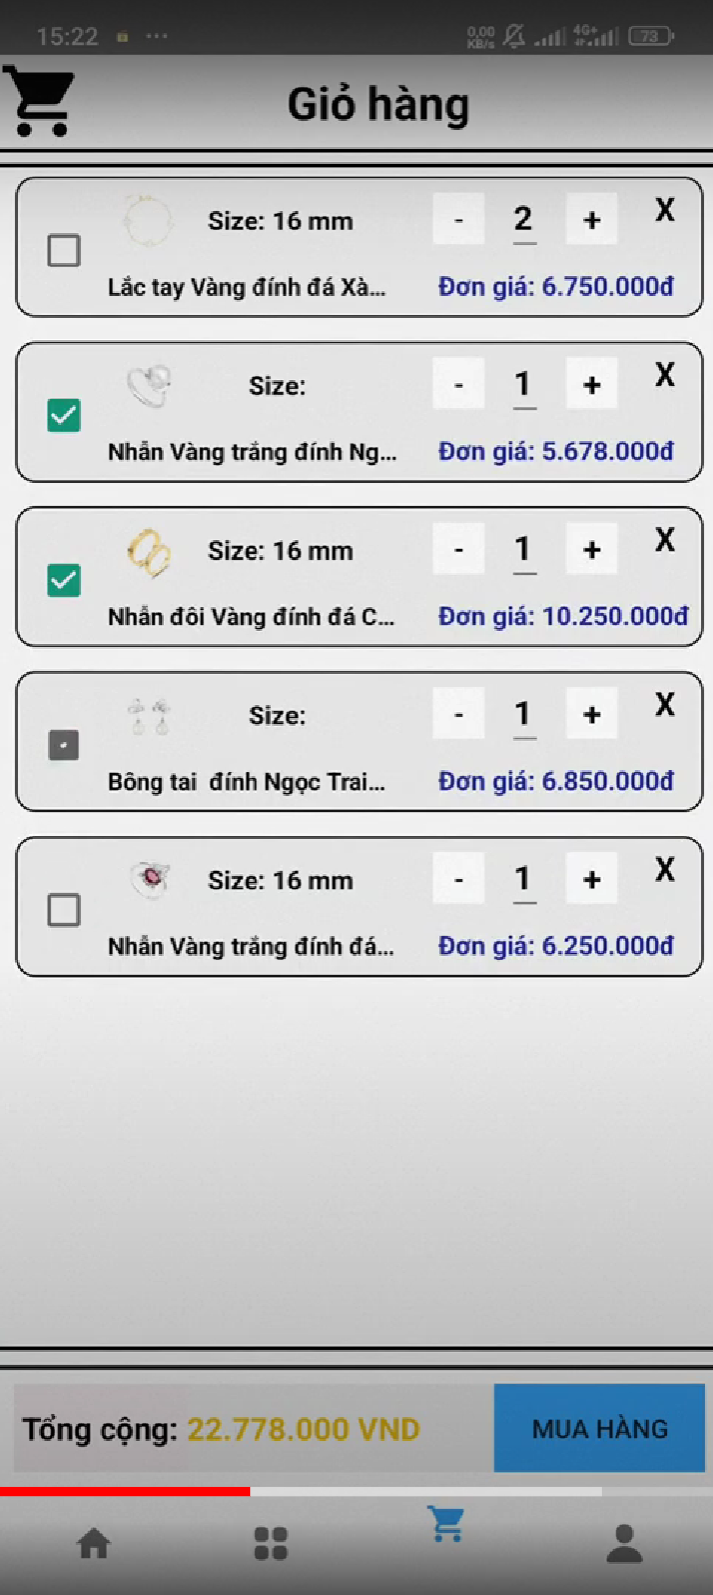 15:22
0,00 KB/s 4G+ 73
Giỏ hàng
Size: 16 mm - 2 + X
Lắc tay Vàng đính đá Xà... Đơn giá: 6.750.000đ
Size: - 1 + X
Nhẫn Vàng trắng đính Ng... Đơn giá: 5.678.000đ
Size: 16 mm - 1 + X
Nhẫn đôi Vàng đính đá C... Đơn giá: 10.250.000đ
Size: - 1 + X
Bông tai  đính Ngọc Trai... Đơn giá: 6.850.000đ
Size: 16 mm - 1 + X
Nhẫn Vàng trắng đính đá... Đơn giá: 6.250.000đ
Tổng cộng: 22.778.000 VND MUA HÀNG